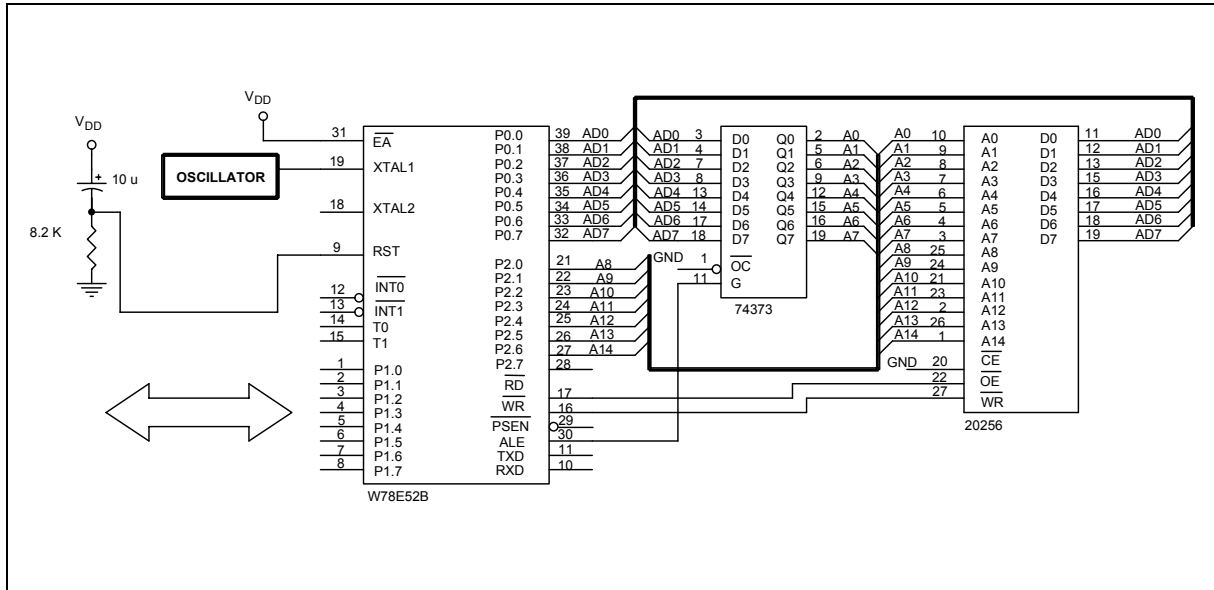 VDD
10 u
8.2 K
VDD
OSCILLATOR
31 EA
19 XTAL1
18 XTAL2
9 RST
12 INT0
13 INT1
14 T0
15 T1
1 P1.0
2 P1.1
3 P1.2
4 P1.3
5 P1.4
6 P1.5
7 P1.6
8 P1.7
P0.0 39 AD0
P0.1 38 AD1
P0.2 37 AD2
P0.3 36 AD3
P0.4 35 AD4
P0.5 34 AD5
P0.6 33 AD6
P0.7 32 AD7
P2.0 21 A8
P2.1 22 A9
P2.2 23 A10
P2.3 24 A11
P2.4 25 A12
P2.5 26 A13
P2.6 27 A14
P2.7 28
RD 17
WR 16
PSEN 29
ALE 30
TXD 11
RXD 10
W78E52B
AD0 3 D0 Q0 2 A0
AD1 4 D1 Q1 5 A1
AD2 7 D2 Q2 6 A2
AD3 8 D3 Q3 9 A3
AD4 13 D4 Q4 12 A4
AD5 14 D5 Q5 15 A5
AD6 17 D6 Q6 16 A6
AD7 18 D7 Q7 19 A7
GND 1 OC
11 G
74373
A0 10 A0 D0 11 AD0
A1 9 A1 D1 12 AD1
A2 8 A2 D2 13 AD2
A3 7 A3 D3 15 AD3
A4 6 A4 D4 16 AD4
A5 5 A5 D5 17 AD5
A6 4 A6 D6 18 AD6
A7 3 A7 D7 19 AD7
A8 25 A8
A9 24 A9
A10 21 A10
A11 23 A11
A12 2 A12
A13 26 A13
A14 1 A14
GND 20 CE
22 OE
27 WR
20256